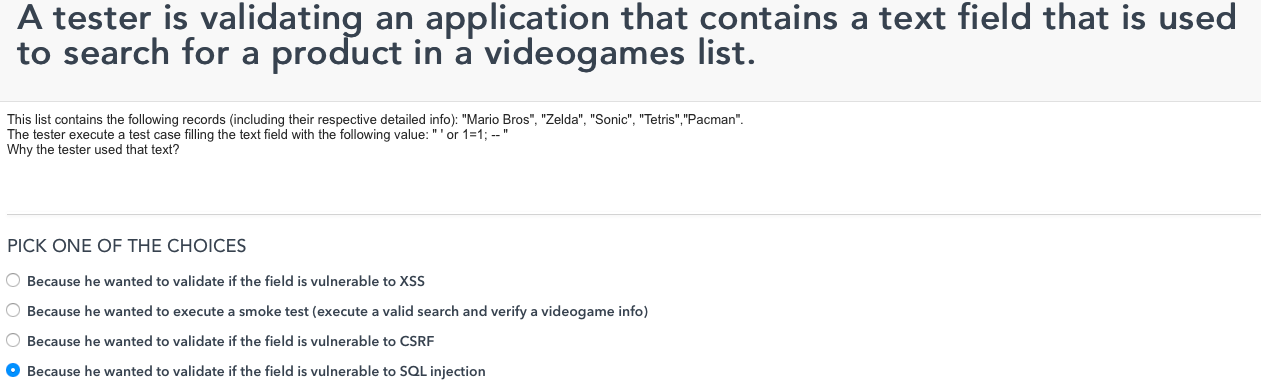 A tester is validating an application that contains a text field that is used
to search for a product in a videogames list.
This list contains the following records (including their respective detailed info): "Mario Bros", "Zelda", "Sonic", "Tetris","Pacman".
The tester execute a test case filling the text field with the following value: " ' or 1=1; -- "
Why the tester used that text?
PICK ONE OF THE CHOICES
Because he wanted to validate if the field is vulnerable to XSS
Because he wanted to execute a smoke test (execute a valid search and verify a videogame info)
Because he wanted to validate if the field is vulnerable to CSRF
Because he wanted to validate if the field is vulnerable to SQL injection